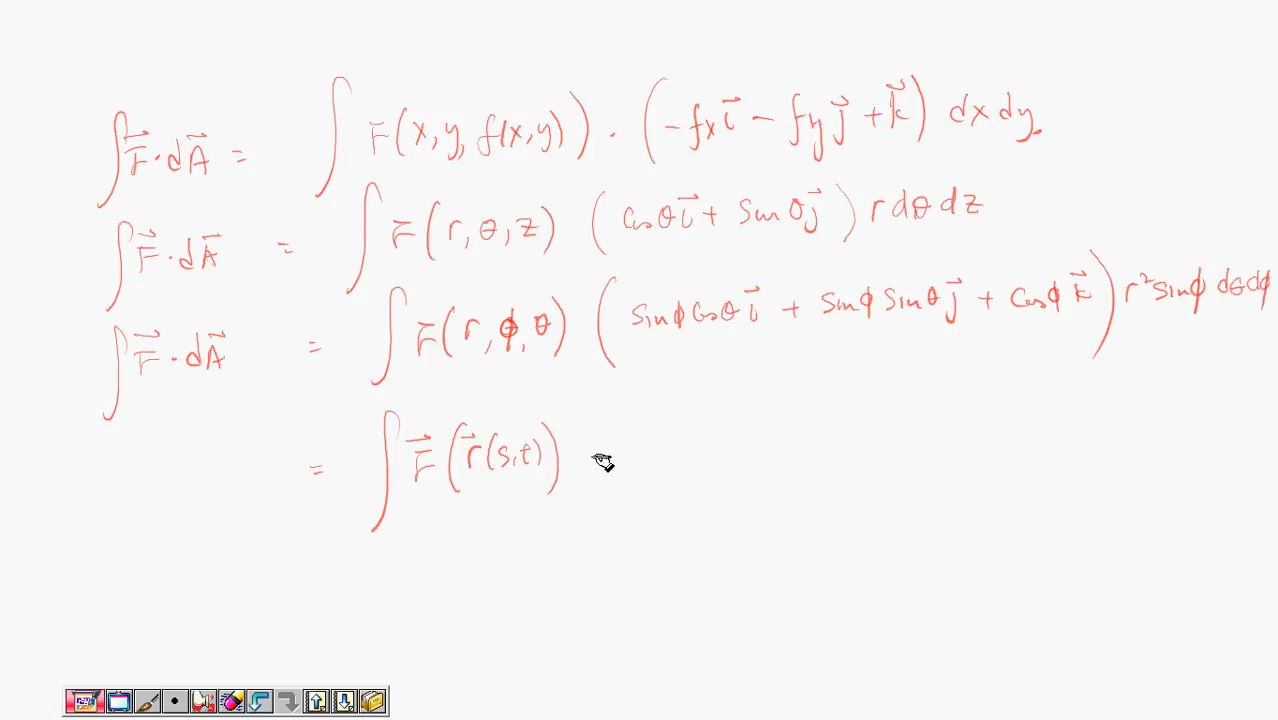 ∫ F⃗ · dA⃗ = ∫ F(x, y, f(x,y)) · (-fx i⃗ - fy j⃗ + k⃗) dx dy
∫ F⃗ · dA⃗ = ∫ F⃗(r, θ, z) (cosθ i⃗ + sinθ j⃗) r dθ dz
∫ F⃗ · dA⃗ = ∫ F(r, φ, θ) (sinφ cosθ i⃗ + sinφ sinθ j⃗ + cosφ k⃗) r² sinφ dθ dφ
= ∫ F⃗(r⃗(s,t))